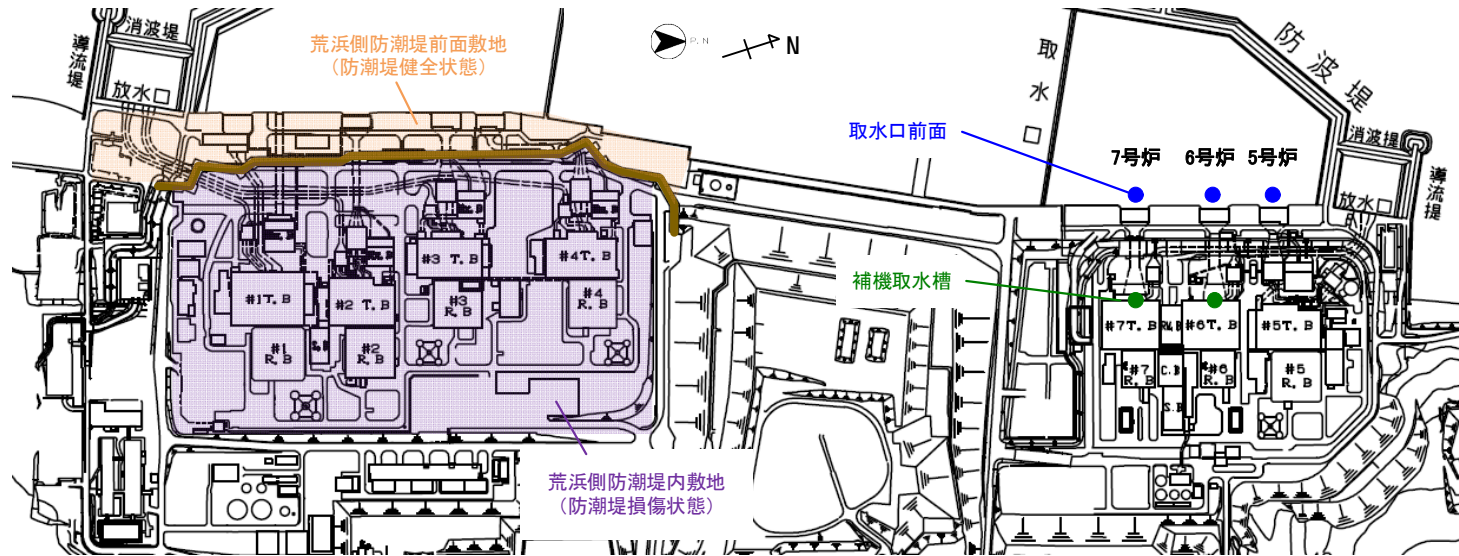 消波堤
導流堤
放水口
荒浜側防潮堤前面敷地
(防潮堤健全状態)
P.N
N
取水口
防波堤
取水口前面
7号炉
6号炉
5号炉
消波堤
放水口
導流堤
補機取水槽
#1T.B
#2 T.B
#3 T.B
#4T.B
#1
R.B
S.B
#2
R.B
#3
R.B
#4
R.B
#7T.B
RW.B
#6T.B
#5T.B
#7
R.B
C.B
S.B
#6
R.B
#5
R.B
荒浜側防潮堤内敷地
(防潮堤損傷状態)